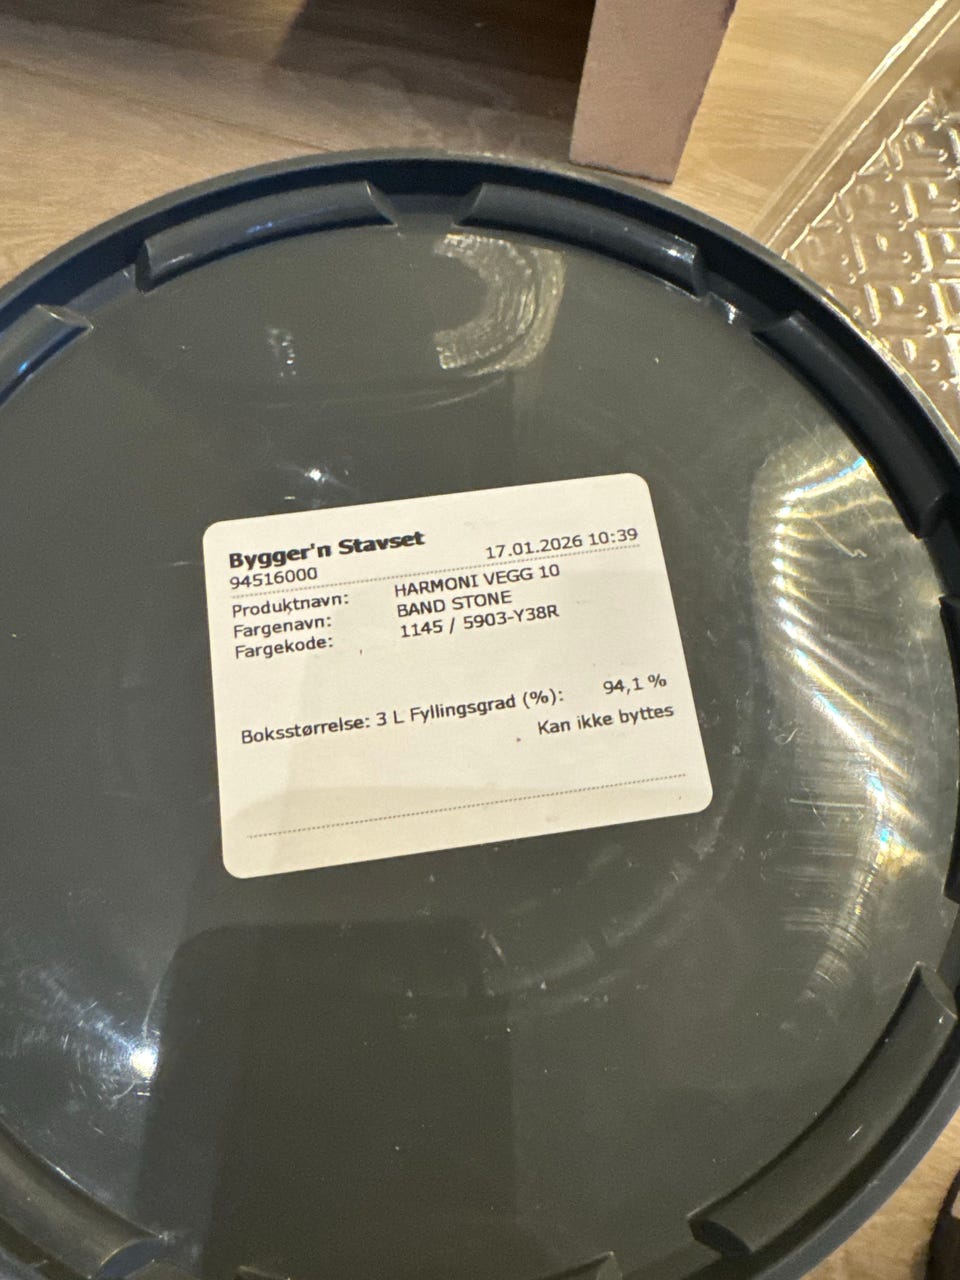 Bygger'n Stavset
94516000 17.01.2026 10:39
Produktnavn: HARMONI VEGG 10
Fargenavn: BAND STONE
Fargekode: 1145 / 5903-Y38R
Boksstørrelse: 3 L Fyllingsgrad (%): 94,1 %
Kan ikke byttes